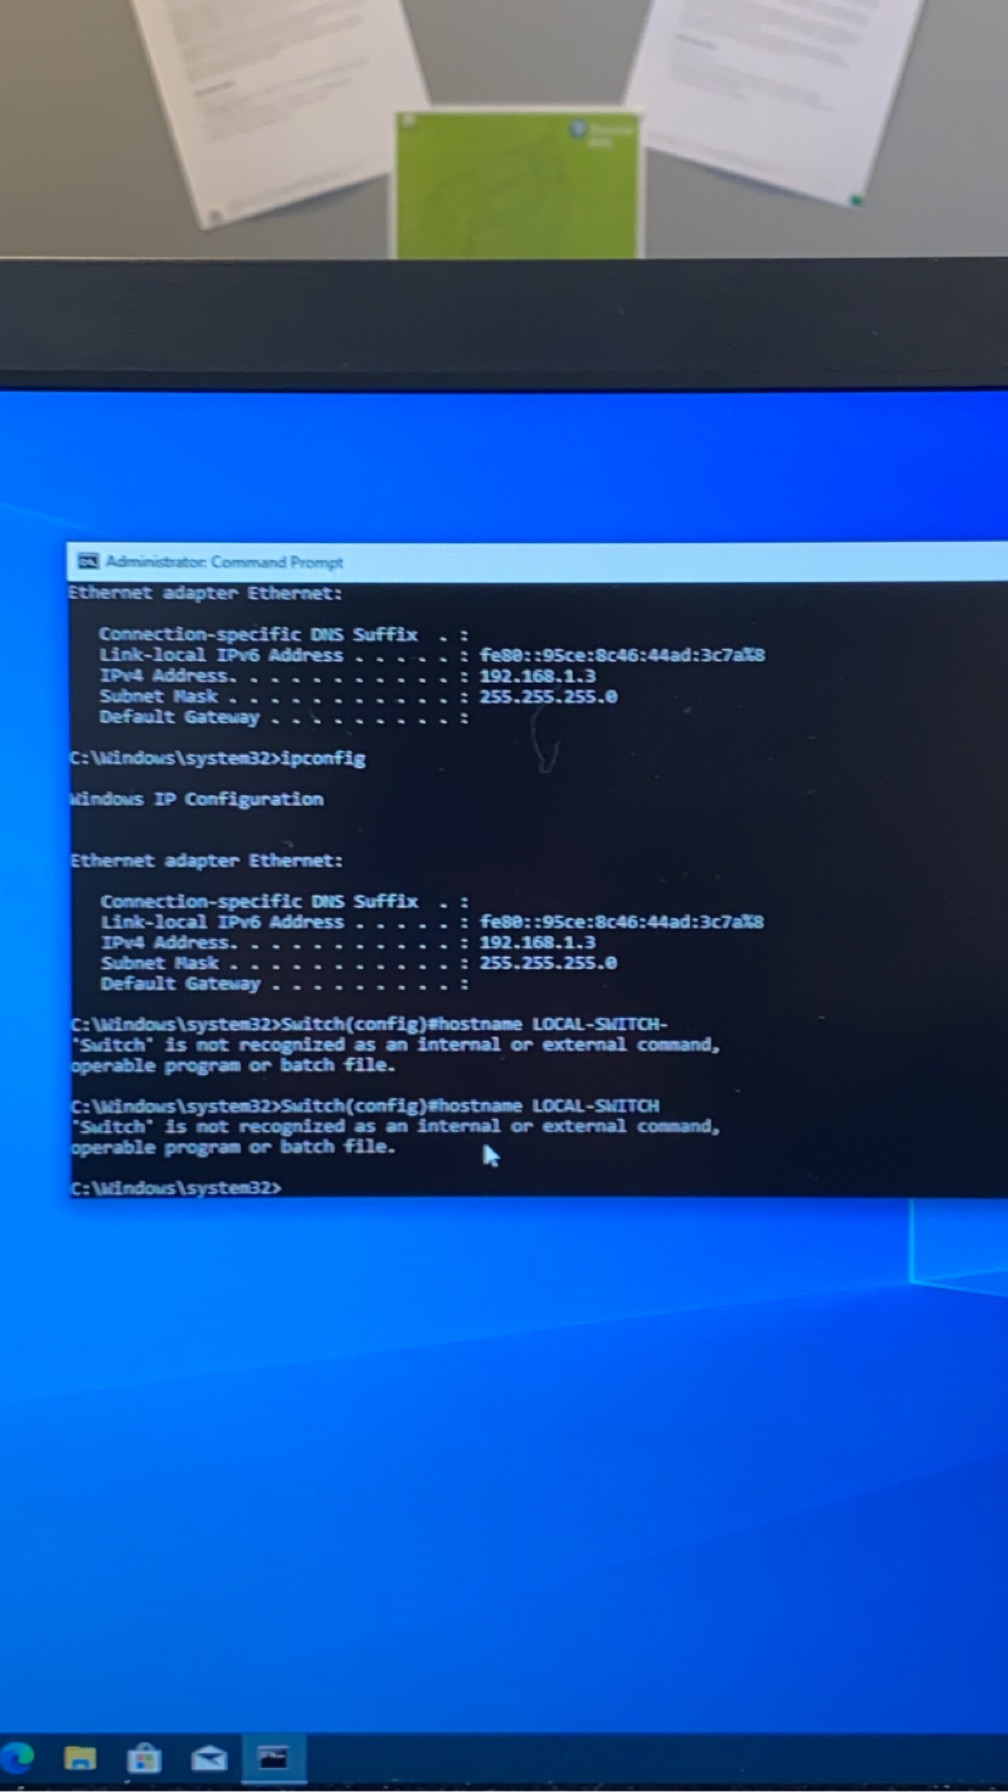 Administrator: Command Prompt
Ethernet adapter Ethernet:
Connection-specific DNS Suffix . :
Link-local IPv6 Address . . . . . : fe80::95ce:8c46:44ad:3c7a%8
IPv4 Address. . . . . . . . . . . : 192.168.1.3
Subnet Mask . . . . . . . . . . . : 255.255.255.0
Default Gateway . . . . . . . . . :
C:\Windows\system32>ipconfig
Windows IP Configuration
Ethernet adapter Ethernet:
Connection-specific DNS Suffix . :
Link-local IPv6 Address . . . . . : fe80::95ce:8c46:44ad:3c7a%8
IPv4 Address. . . . . . . . . . . : 192.168.1.3
Subnet Mask . . . . . . . . . . . : 255.255.255.0
Default Gateway . . . . . . . . . :
C:\Windows\system32>Switch(config)#hostname LOCAL-SWITCH-
'Switch' is not recognized as an internal or external command,
operable program or batch file.
C:\Windows\system32>Switch(config)#hostname LOCAL-SWITCH
'Switch' is not recognized as an internal or external command,
operable program or batch file.
C:\Windows\system32>